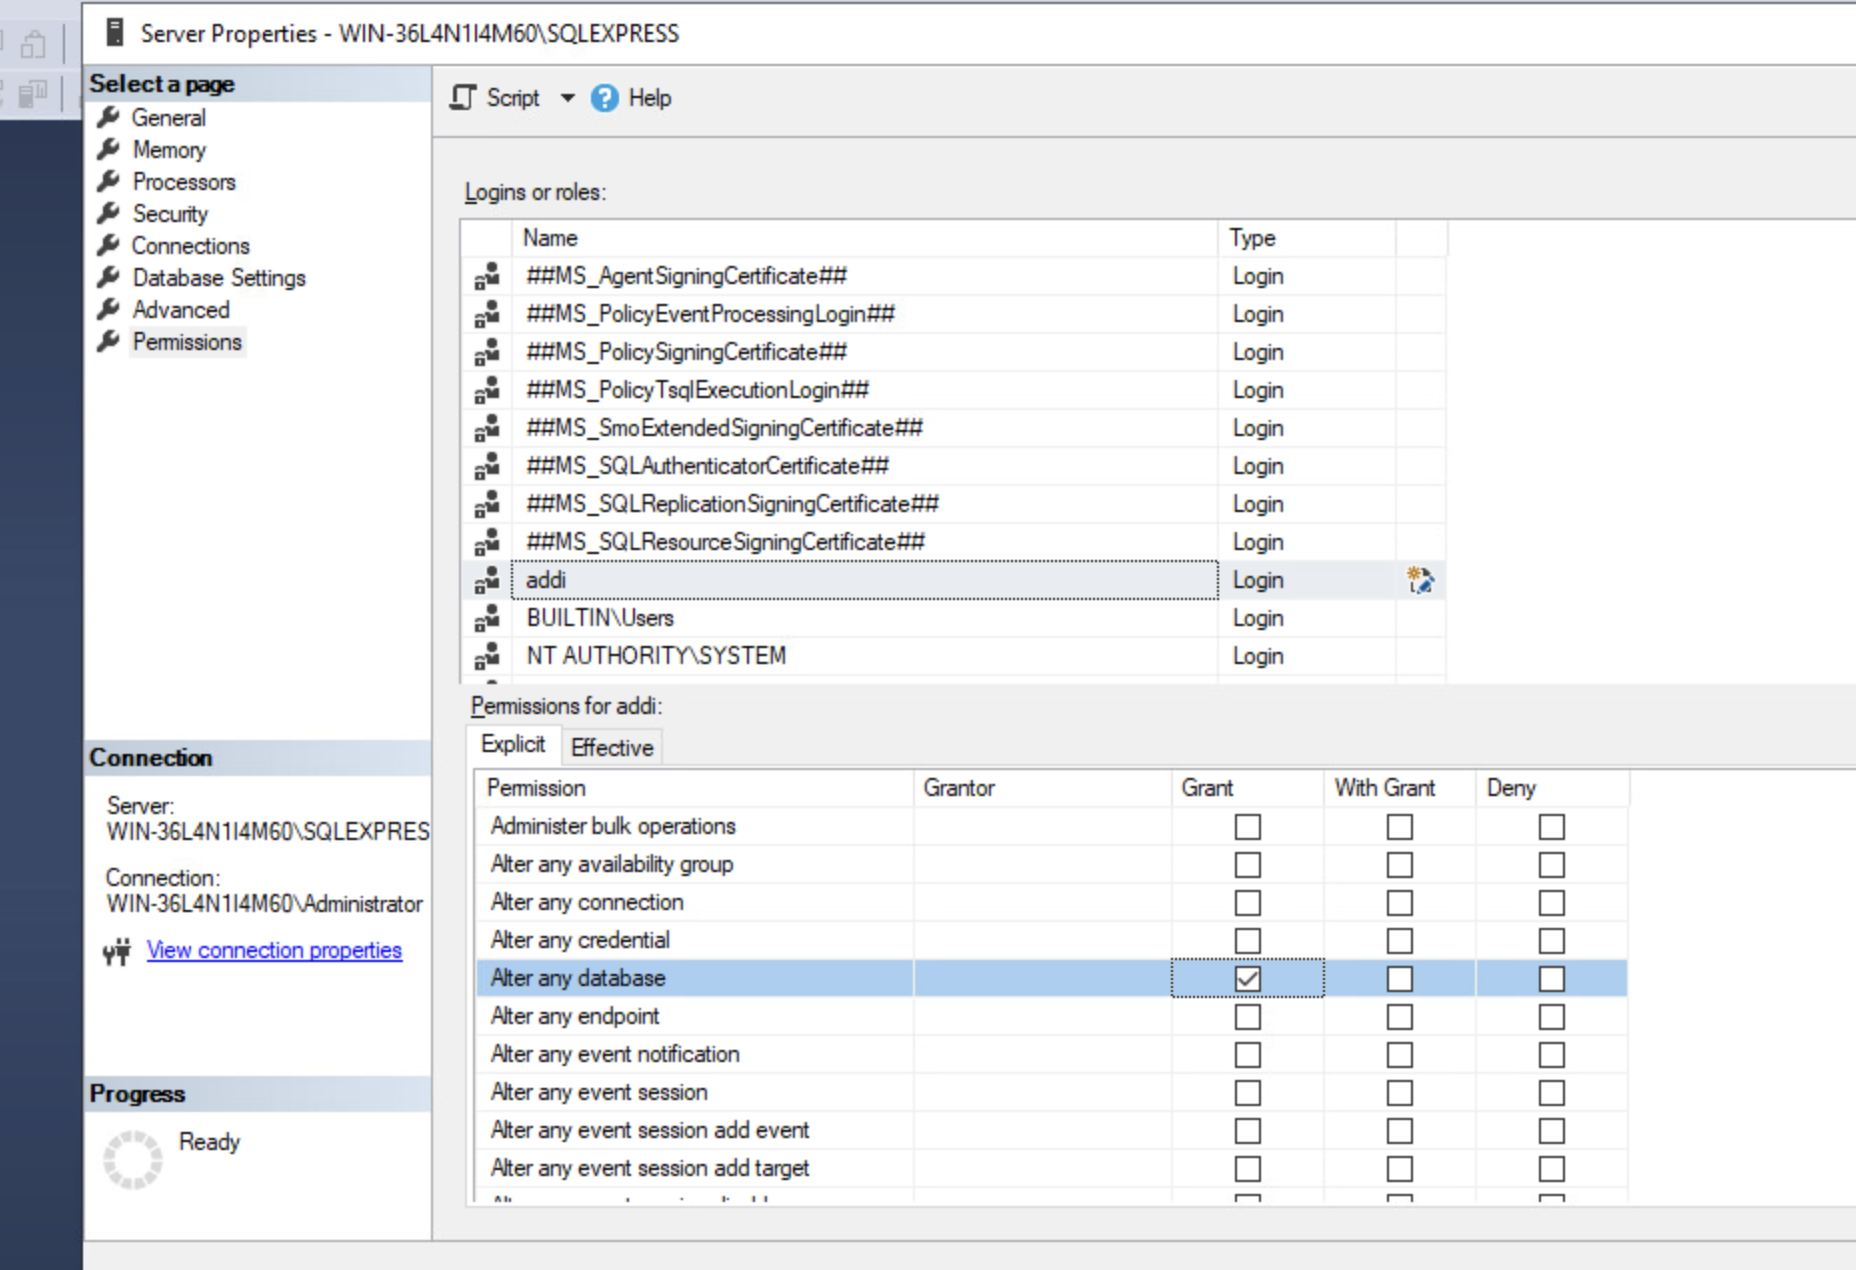 Server Properties - WIN-36L4N1I4M60\SQLEXPRESS
Select a page
General
Memory
Processors
Security
Connections
Database Settings
Advanced
Permissions
Connection
Server:
WIN-36L4N1I4M60\SQLEXPRES
Connection:
WIN-36L4N1I4M60\Administrator
View connection properties
Progress
Ready
Script Help
Logins or roles:
Name Type
##MS_AgentSigningCertificate## Login
##MS_PolicyEventProcessingLogin## Login
##MS_PolicySigningCertificate## Login
##MS_PolicyTsqlExecutionLogin## Login
##MS_SmoExtendedSigningCertificate## Login
##MS_SQLAuthenticatorCertificate## Login
##MS_SQLReplicationSigningCertificate## Login
##MS_SQLResourceSigningCertificate## Login
addi Login
BUILTIN\Users Login
NT AUTHORITY\SYSTEM Login
Permissions for addi:
Explicit Effective
Permission Grantor Grant With Grant Deny
Administer bulk operations
Alter any availability group
Alter any connection
Alter any credential
Alter any database
Alter any endpoint
Alter any event notification
Alter any event session
Alter any event session add event
Alter any event session add target